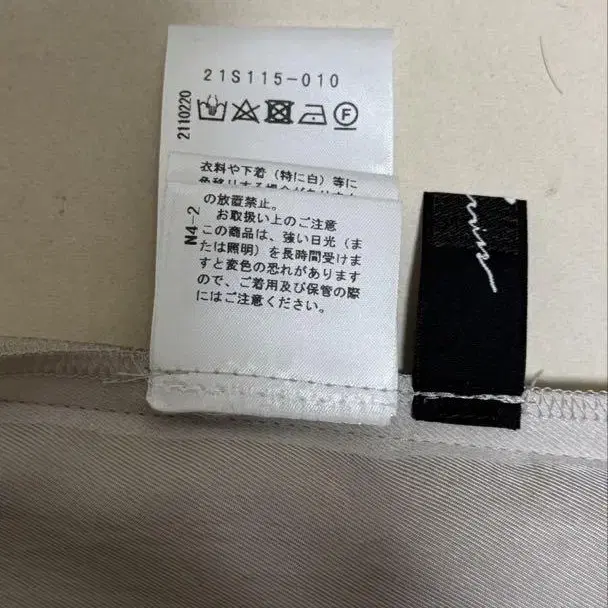 21S115-010
2110220
Ⓕ
衣料や下着（特に白）等に
N4-2
の放置禁止。
お取扱い上のご注意
この商品は、強い日光（ま
たは照明）を長時間受けま
すと変色の恐れがあります
ので、ご着用及び保管の際
にはご注意ください。